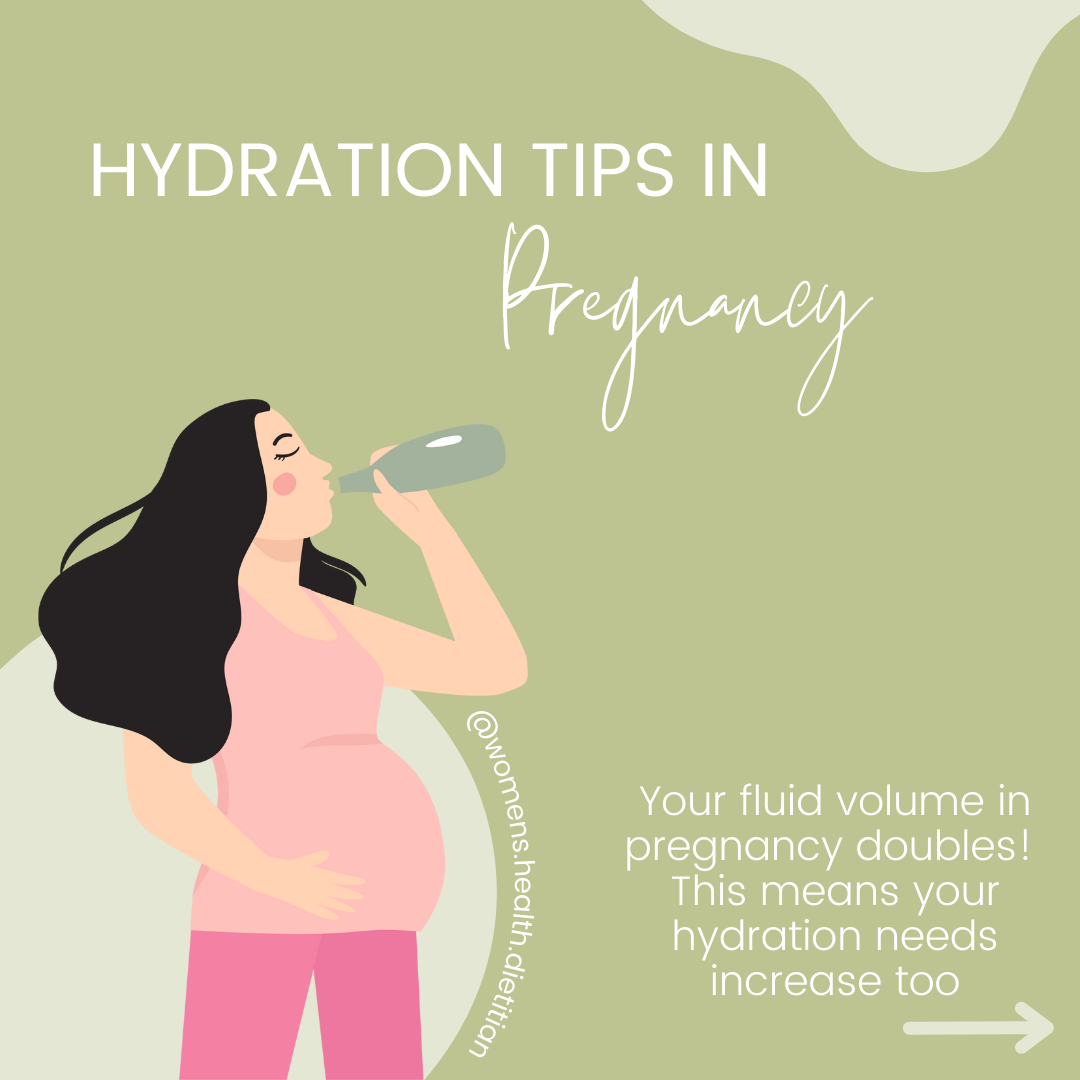 HYDRATION TIPS IN
Pregnancy
@womens.health.dietitian
Your fluid volume in
pregnancy doubles!
This means your
hydration needs
increase too